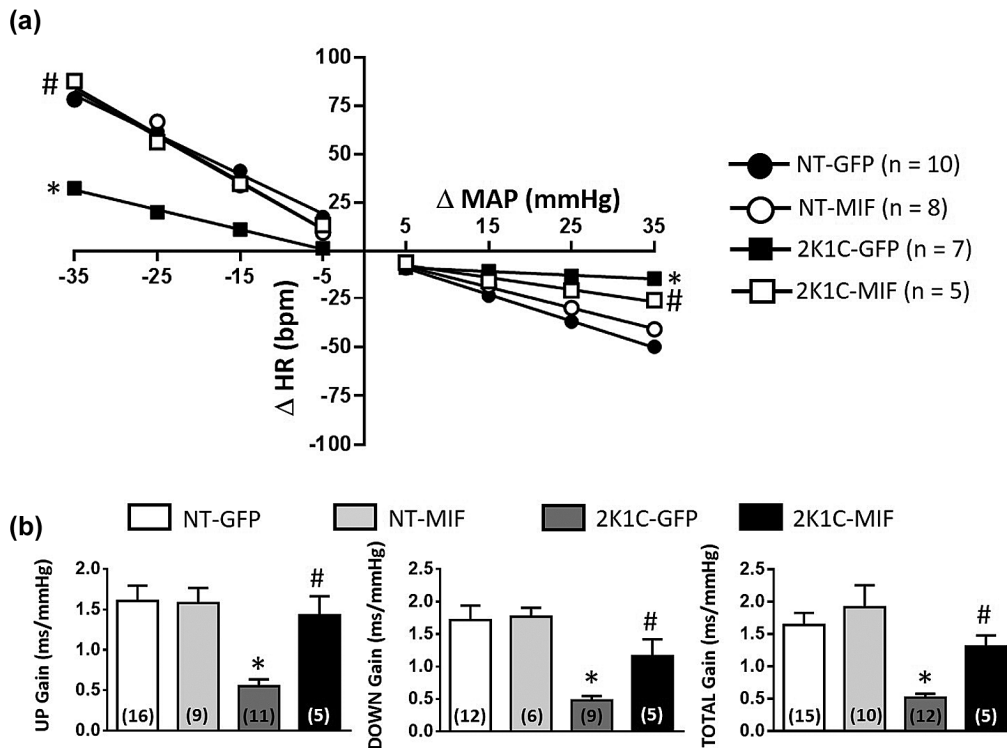 (a)
100
75
50
25
-25
-50
-75
-100
Δ HR (bpm)
Δ MAP (mmHg)
-35 -25 -15 -5
5 15 25 35
#
*
*
#
NT-GFP (n = 10)
NT-MIF (n = 8)
2K1C-GFP (n = 7)
2K1C-MIF (n = 5)
(b)
NT-GFP NT-MIF 2K1C-GFP 2K1C-MIF
UP Gain (ms/mmHg)
2.0
1.5
1.0
0.5
0.0
* #
(16) (9) (11) (5)
DOWN Gain (ms/mmHg)
2.5
2.0
1.5
1.0
0.5
0.0
* #
(12) (6) (9) (5)
TOTAL Gain (ms/mmHg)
2.5
2.0
1.5
1.0
0.5
0.0
* #
(15) (10) (12) (5)